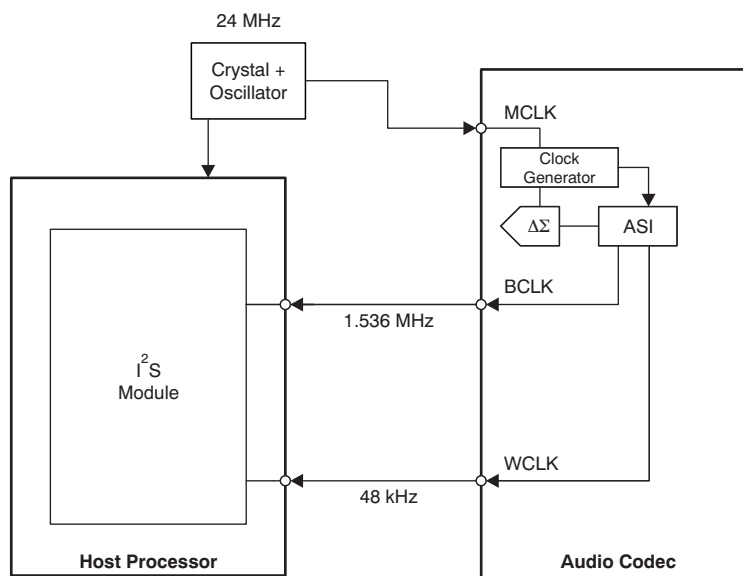 24 MHz
Crystal +
Oscillator
MCLK
Clock
Generator
ΔΣ
ASI
BCLK
1.536 MHz
I²S
Module
WCLK
48 kHz
Host Processor
Audio Codec